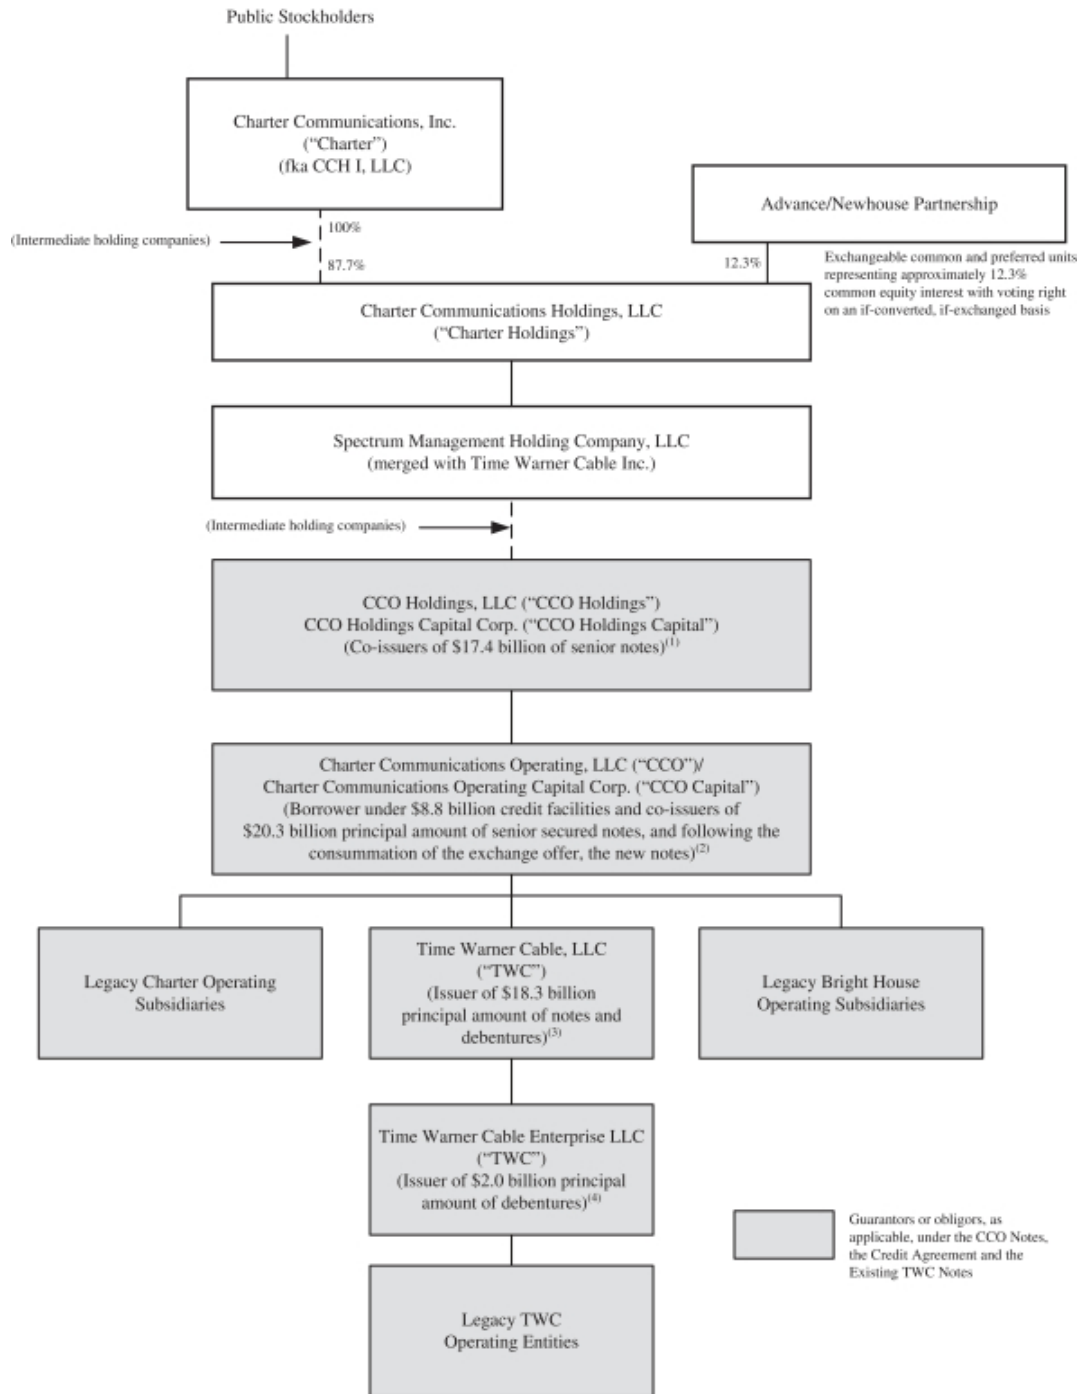 Public Stockholders
Charter Communications, Inc.
(“Charter”)
(fka CCH I, LLC)
Advance/Newhouse Partnership
(Intermediate holding companies)
100%
87.7%
12.3%
Exchangeable common and preferred units
representing approximately 12.3%
common equity interest with voting right
on an if-converted, if-exchanged basis
Charter Communications Holdings, LLC
(“Charter Holdings”)
Spectrum Management Holding Company, LLC
(merged with Time Warner Cable Inc.)
(Intermediate holding companies)
CCO Holdings, LLC (“CCO Holdings”)
CCO Holdings Capital Corp. (“CCO Holdings Capital”)
(Co-issuers of $17.4 billion of senior notes)(1)
Charter Communications Operating, LLC (“CCO”)/
Charter Communications Operating Capital Corp. (“CCO Capital”)
(Borrower under $8.8 billion credit facilities and co-issuers of
$20.3 billion principal amount of senior secured notes, and following the
consummation of the exchange offer, the new notes)(2)
Legacy Charter Operating
Subsidiaries
Time Warner Cable, LLC
(“TWC”)
(Issuer of $18.3 billion
principal amount of notes and
debentures)(3)
Legacy Bright House
Operating Subsidiaries
Time Warner Cable Enterprise LLC
(“TWC”)
(Issuer of $2.0 billion principal
amount of debentures)(4)
Guarantors or obligors, as
applicable, under the CCO Notes,
the Credit Agreement and the
Existing TWC Notes
Legacy TWC
Operating Entities